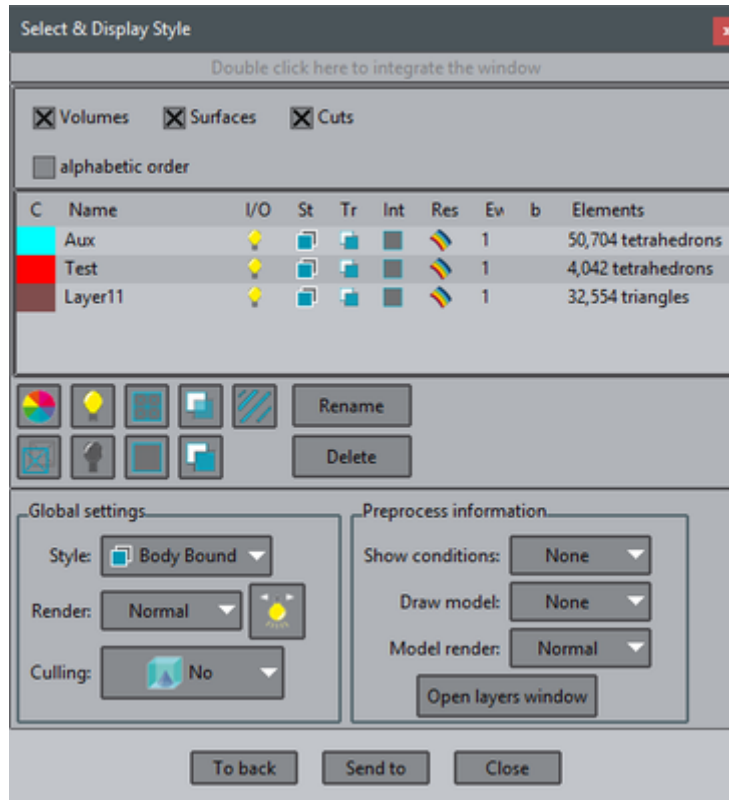 Select & Display Style
x
Double click here to integrate the window
Volumes Surfaces Cuts
alphabetic order
C Name I/O St Tr Int Res Ew b Elements
Aux 1 50,704 tetrahedrons
Test 1 4,042 tetrahedrons
Layer11 1 32,554 triangles
Rename
Delete
Global settings
Style: Body Bound
Render: Normal
Culling: No
Preprocess information
Show conditions: None
Draw model: None
Model render: Normal
Open layers window
To back Send to Close